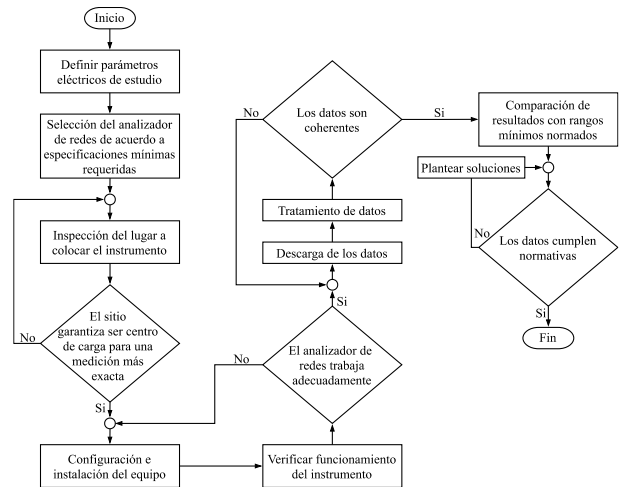 Inicio
Definir parámetros
eléctricos de estudio
Selección del analizador
de redes de acuerdo a
especificaciones mínimas
requeridas
Inspección del lugar a
colocar el instrumento
El sitio
garantiza ser centro
de carga para una
medición más
exacta
No
Si
Configuración e
instalación del equipo
Verificar funcionamiento
del instrumento
El analizador de
redes trabaja
adecuadamente
No
Si
Descarga de los datos
Tratamiento de datos
Los datos son
coherentes
No
Si
Comparación de
resultados con rangos
mínimos normados
Plantear soluciones
Los datos cumplen
normativas
No
Si
Fin